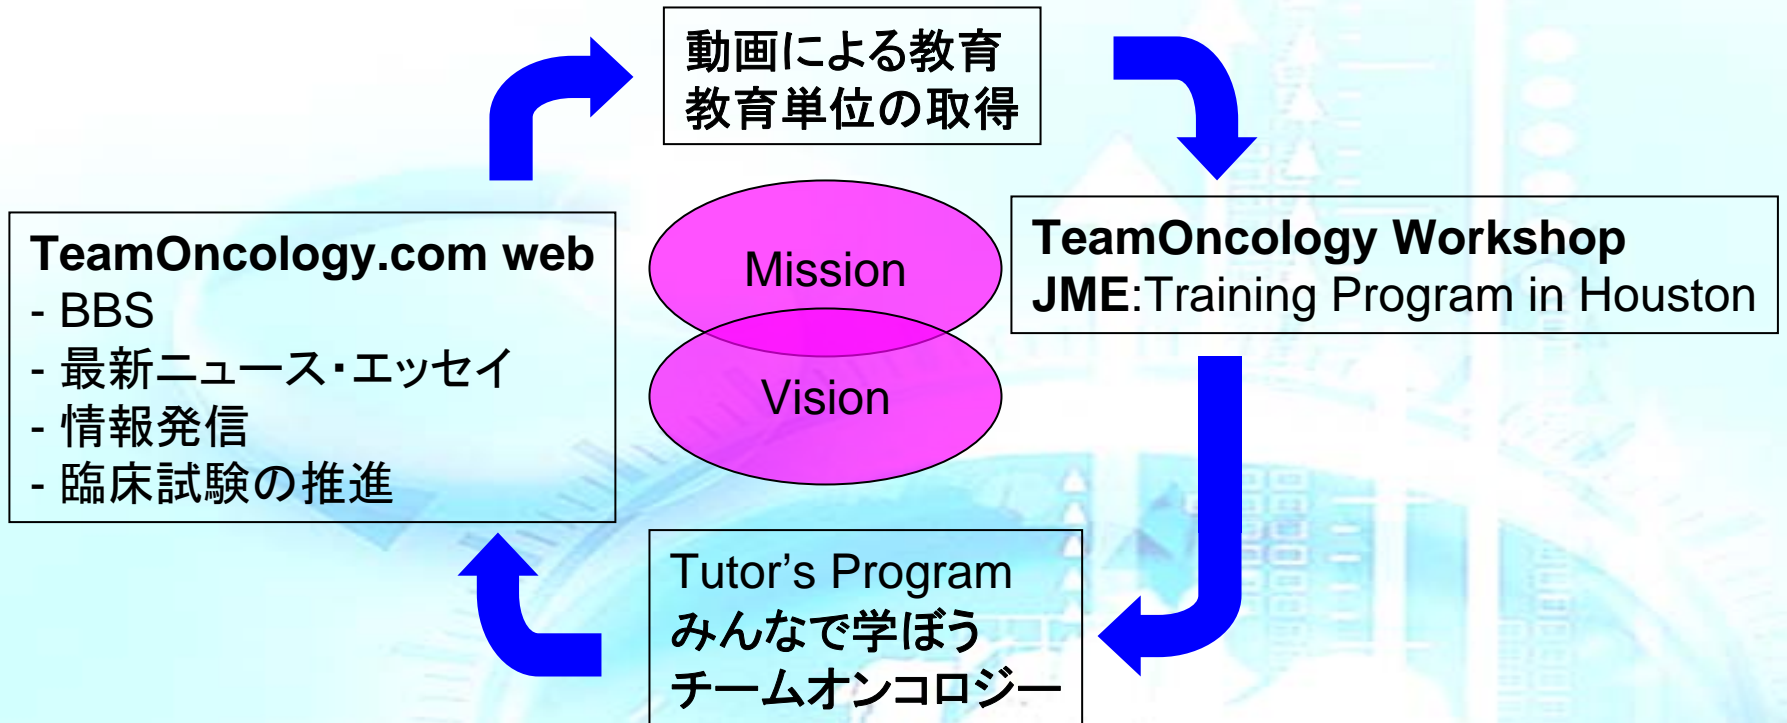 動画による教育
教育単位の取得
TeamOncology.com web
- BBS
- 最新ニュース・エッセイ
- 情報発信
- 臨床試験の推進
Mission
Vision
TeamOncology Workshop
JME:Training Program in Houston
Tutor’s Program
みんなで学ぼう
チームオンコロジー